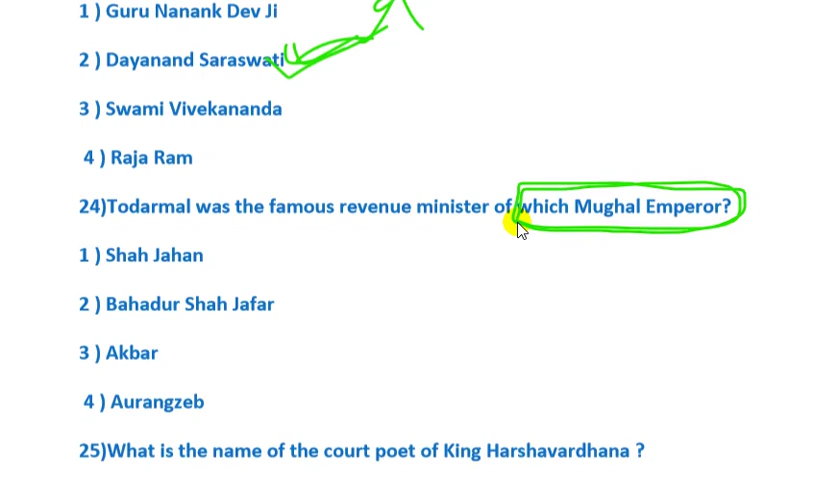 1 ) Guru Nanank Dev Ji
2 ) Dayanand Saraswati
3 ) Swami Vivekananda
4 ) Raja Ram
24)Todarmal was the famous revenue minister of which Mughal Emperor?
1 ) Shah Jahan
2 ) Bahadur Shah Jafar
3 ) Akbar
4 ) Aurangzeb
25)What is the name of the court poet of King Harshavardhana ?